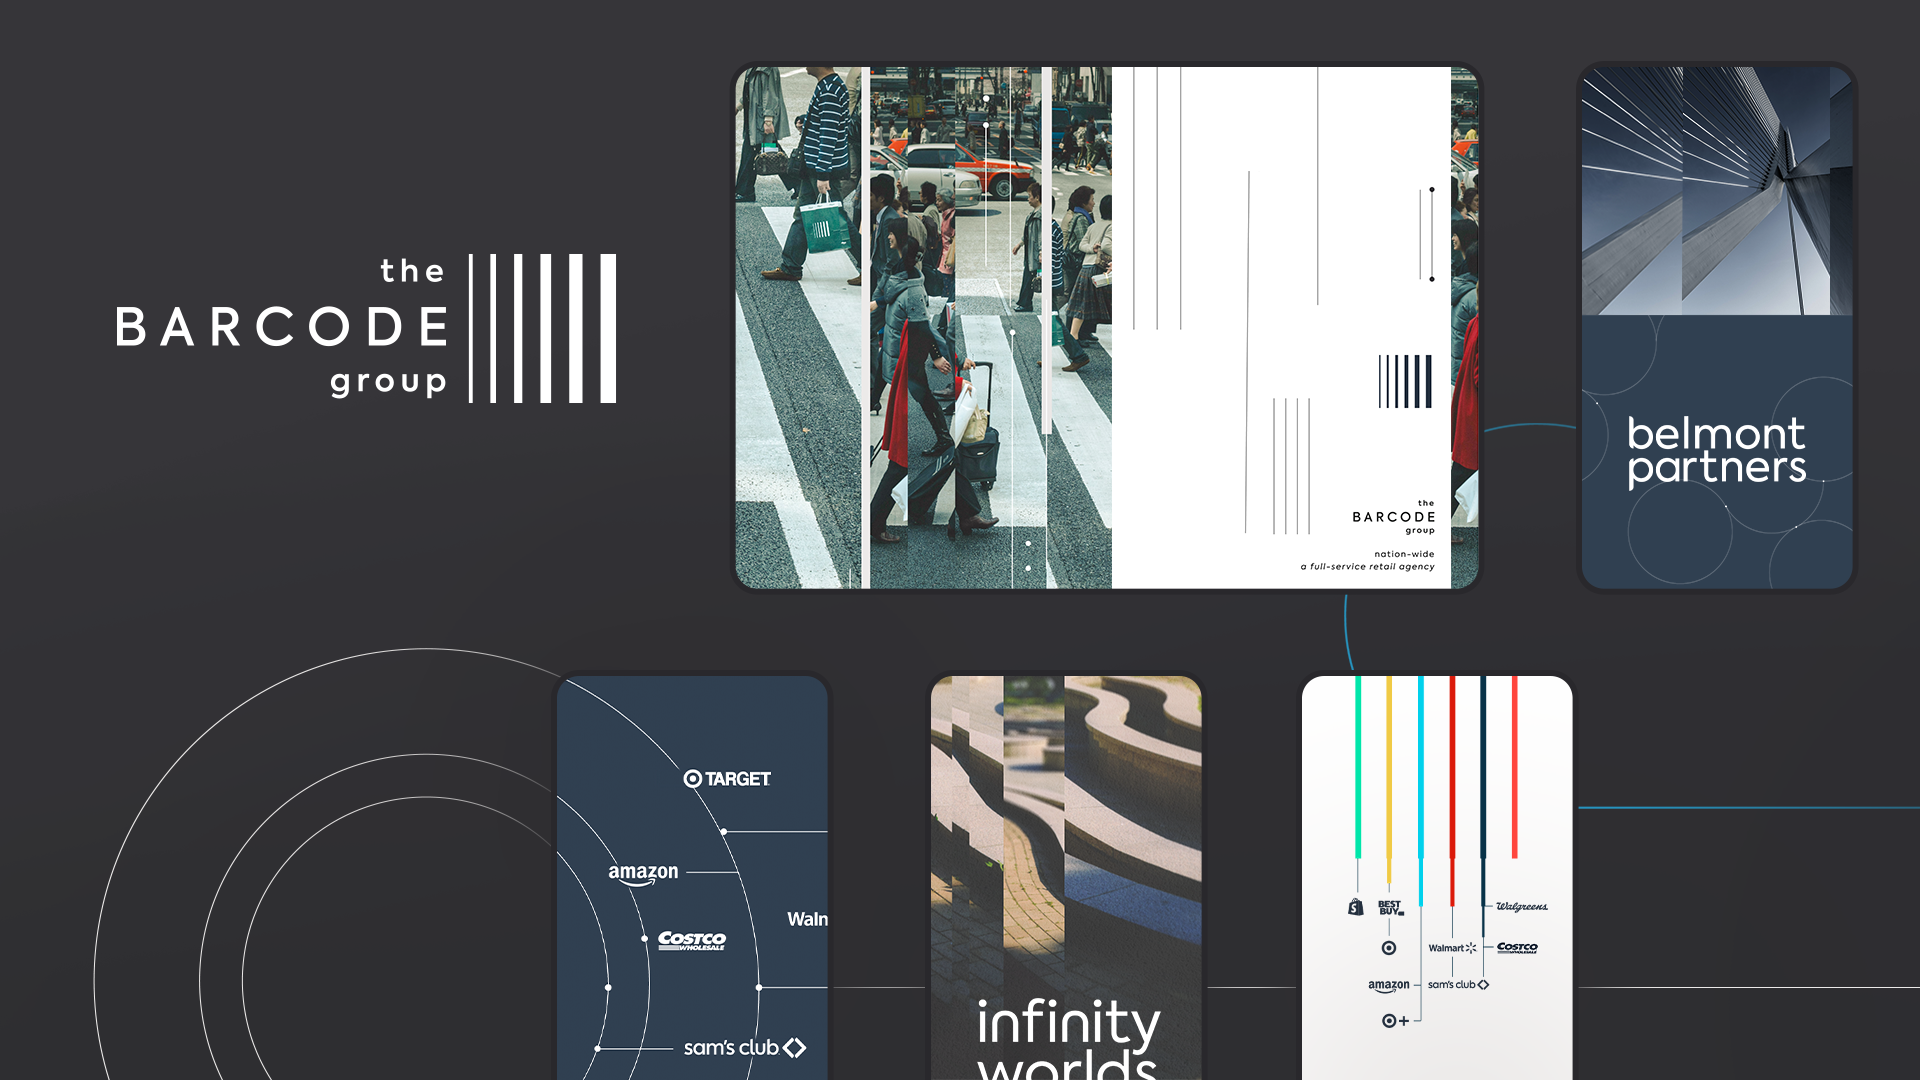 the
BARCODE
group
the
BARCODE
group
nation-wide
a full-service retail agency
belmont
partners
TARGET
amazon
Waln
COSTCO
WHOLESALE
sam's club
infinity
worlds
BEST
BUY
Walgreens
Walmart
COSTCO
WHOLESALE
amazon
sam's club
+